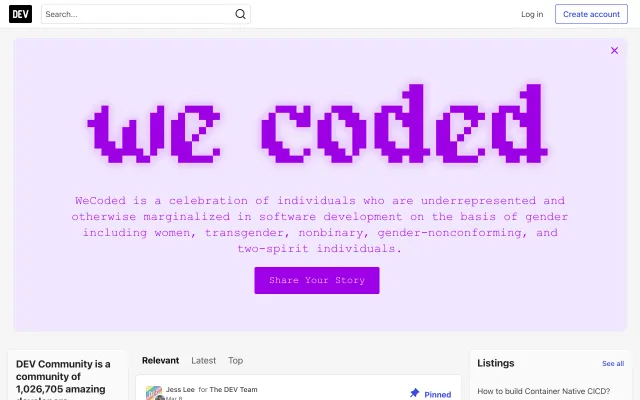 DEV
Search...
Log in
Create account
we coded
WeCoded is a celebration of individuals who are underrepresented and
otherwise marginalized in software development on the basis of gender
including women, transgender, nonbinary, gender-nonconforming, and
two-spirit individuals.
Share Your Story
DEV Community is a
community of
1,026,705 amazing
developers
Relevant Latest Top
Jess Lee for The DEV Team
Mar 8
Pinned
Listings
See all
How to build Container Native CICD?